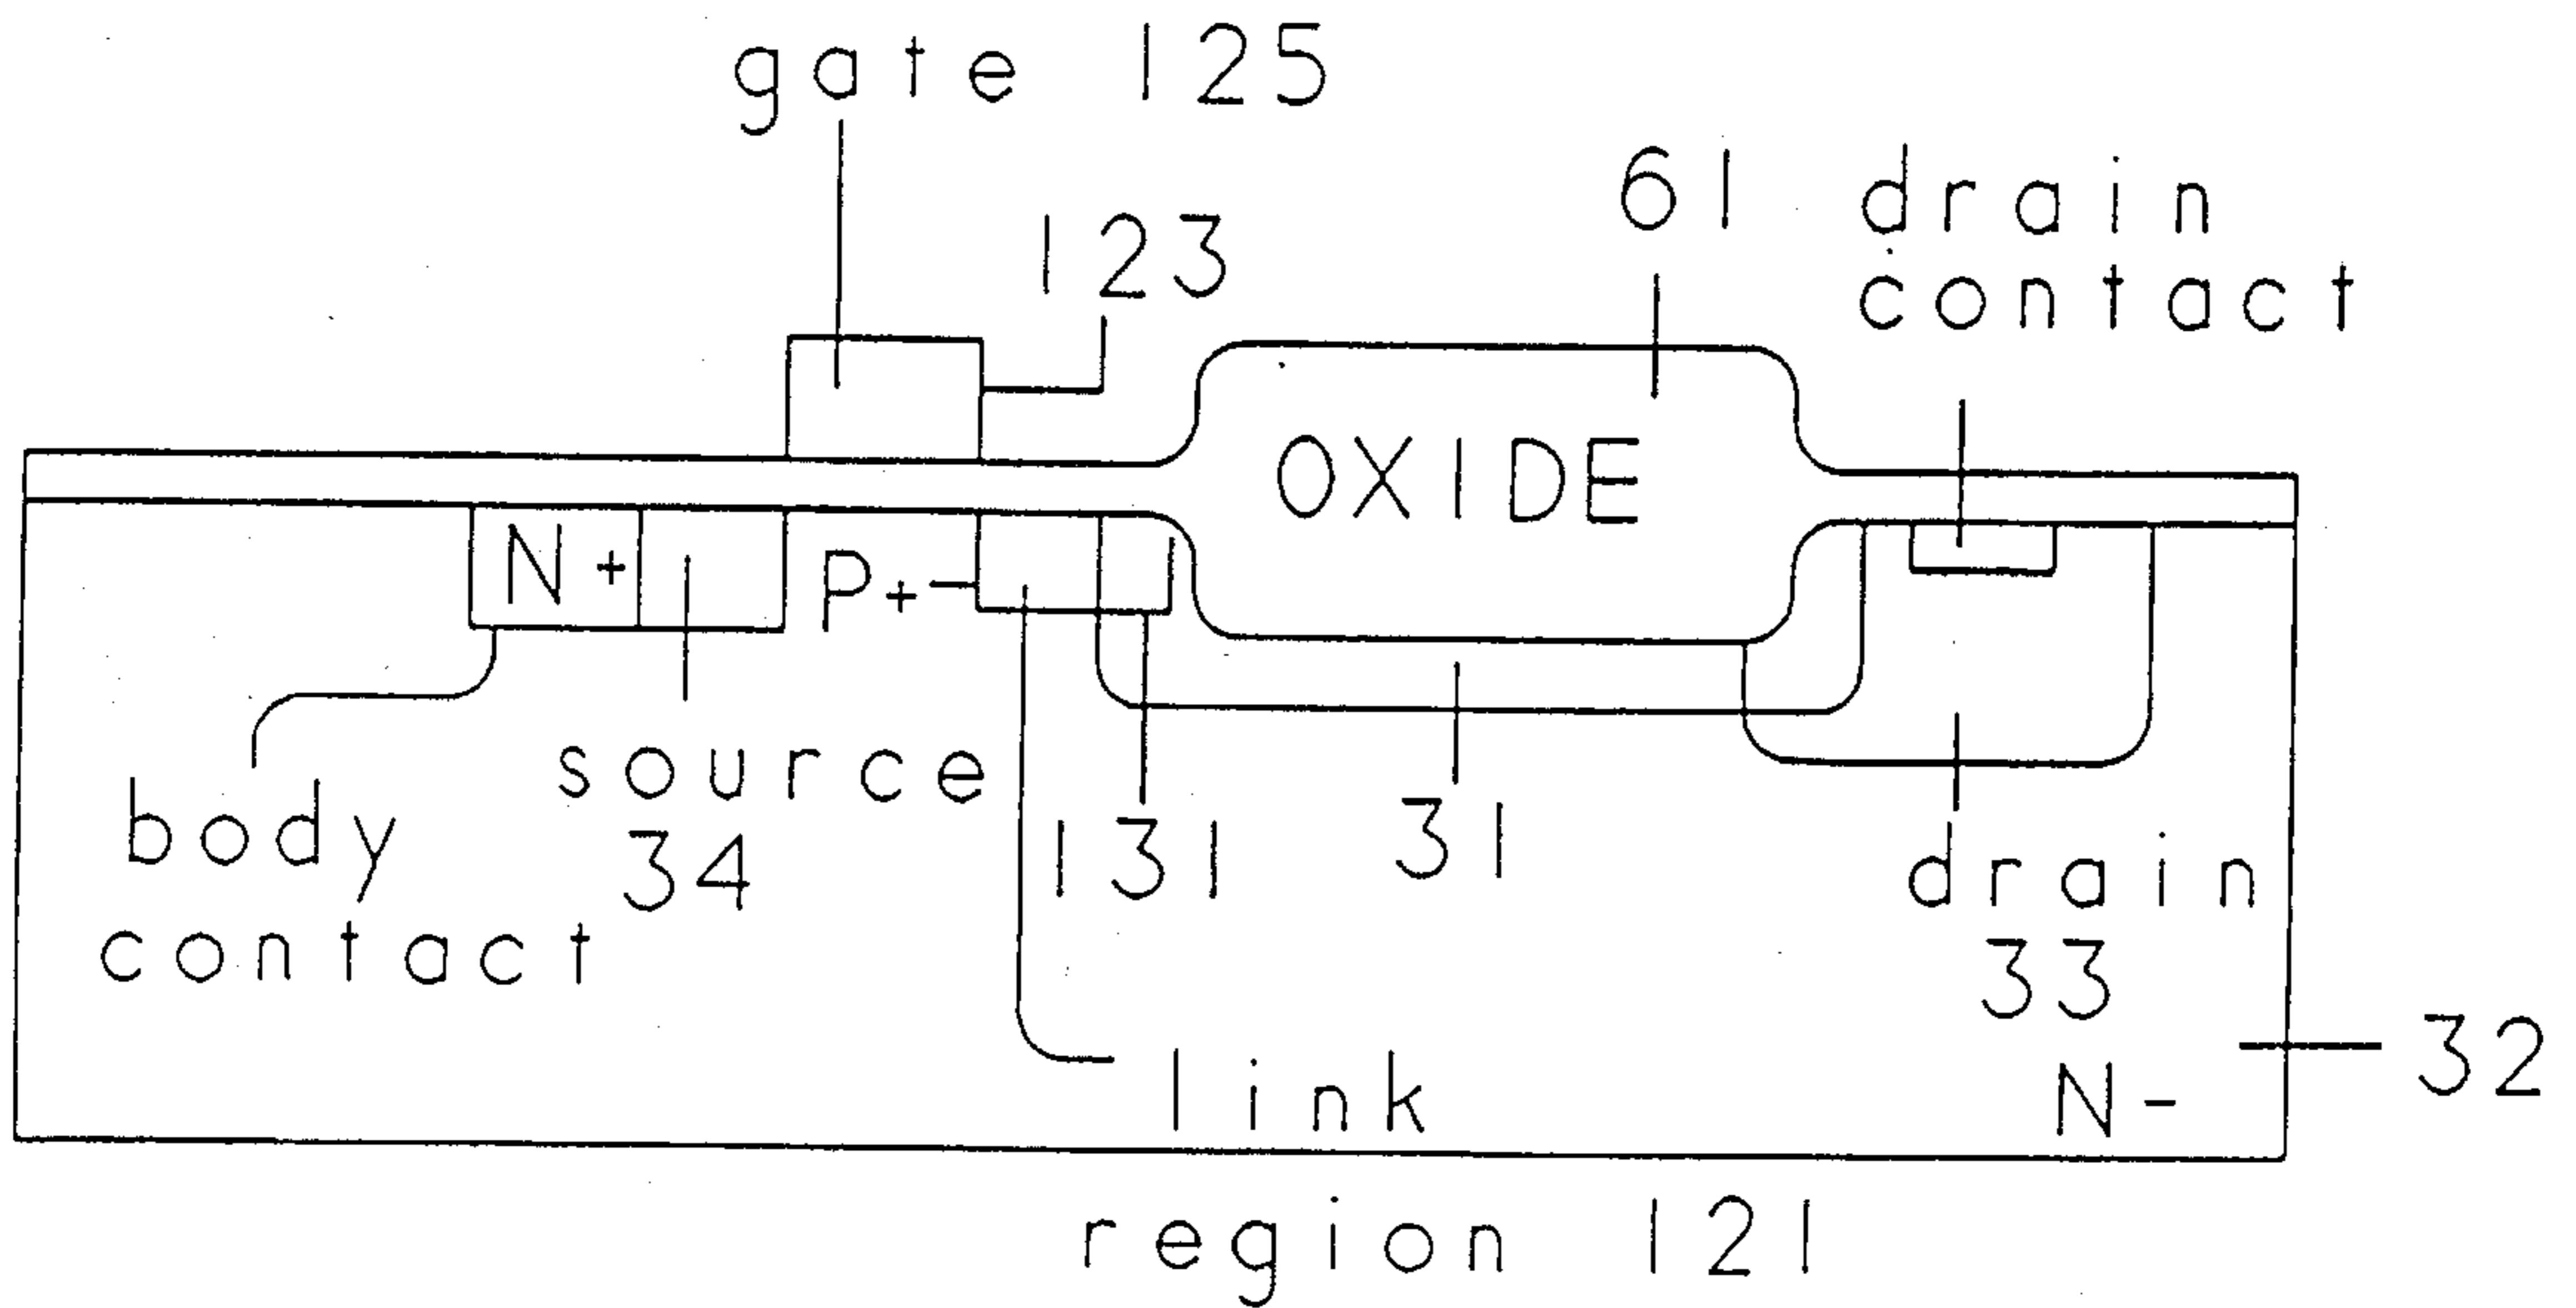 gate 125
123
61
drain
contact
OXIDE
N+
P+
body
contact
source
34
131
31
drain
33
N-
32
link
region 121